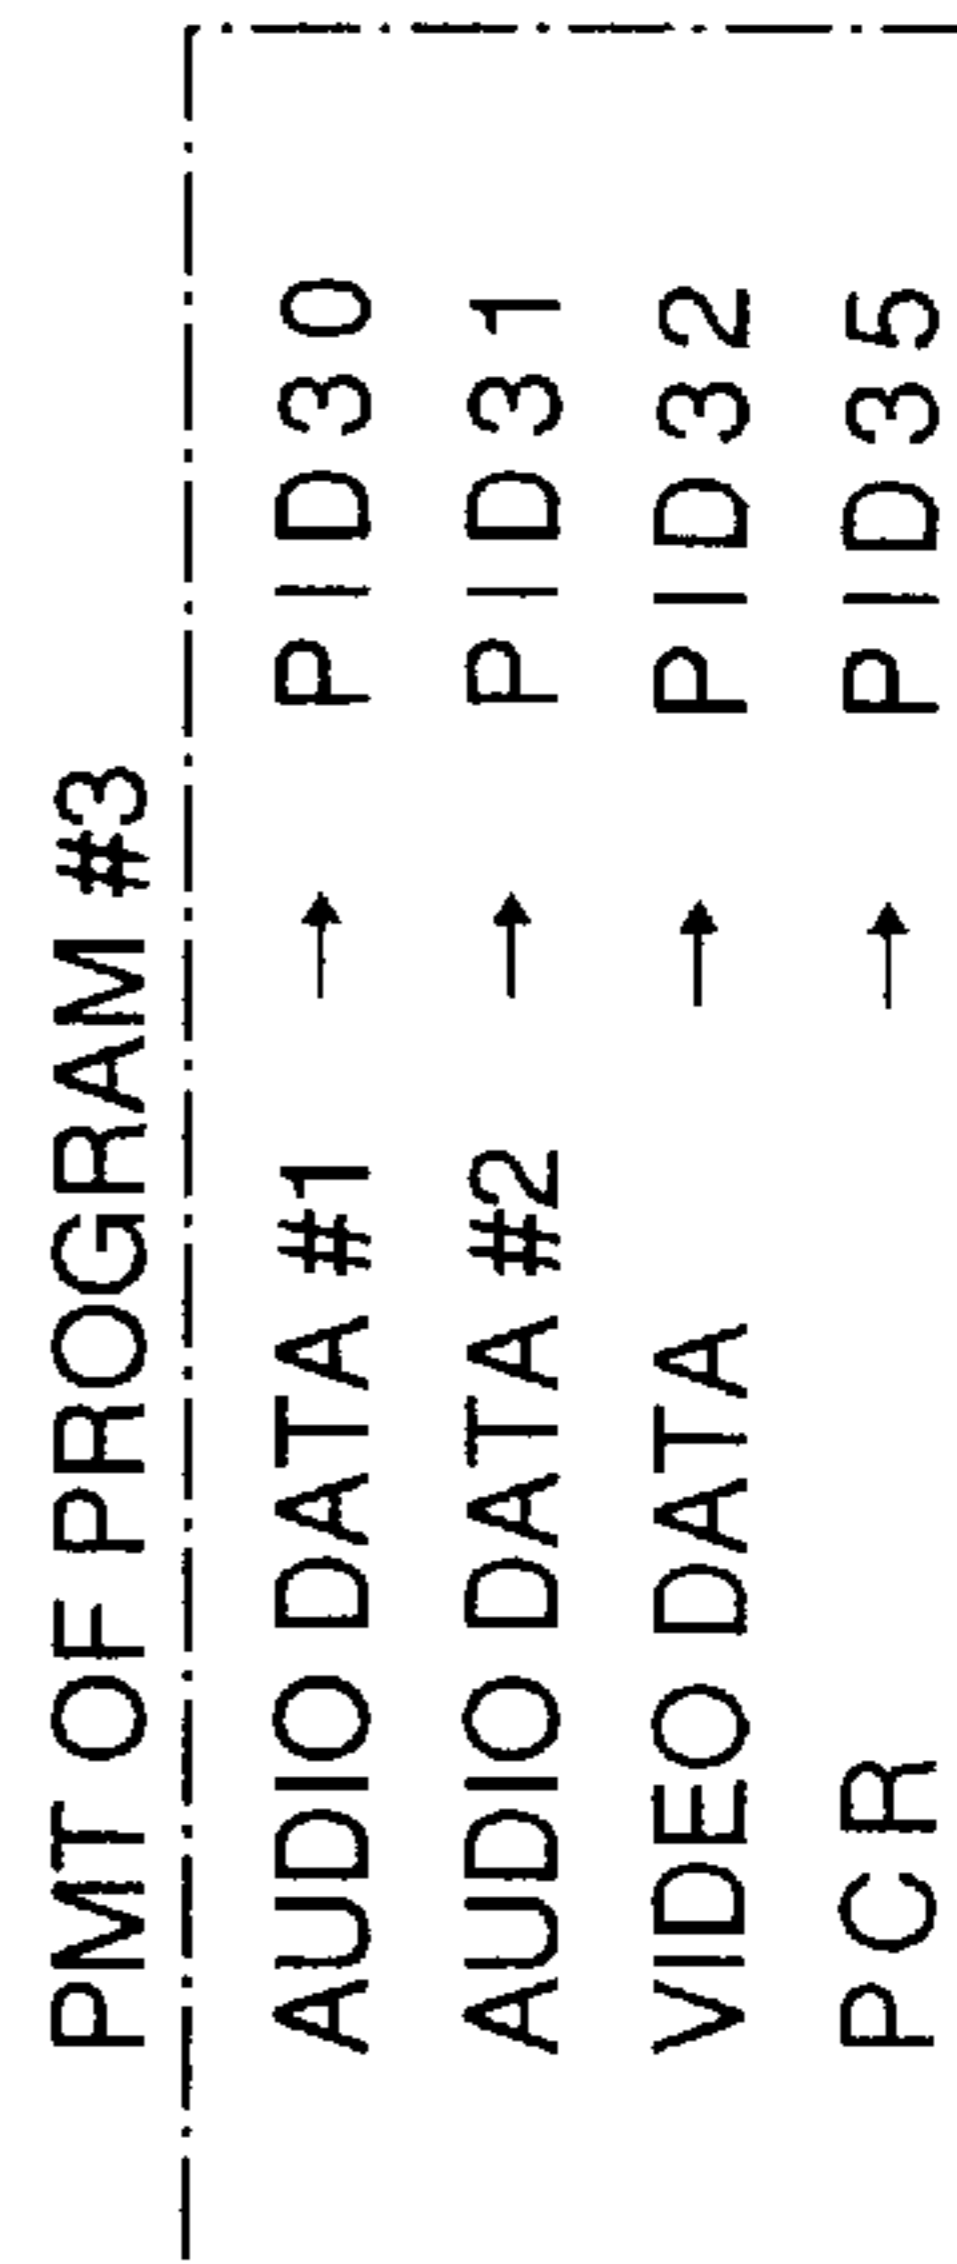 PMT OF PROGRAM #3
AUDIO DATA #1 → PID30
AUDIO DATA #2 → PID31
VIDEO DATA → PID32
PCR → PID35